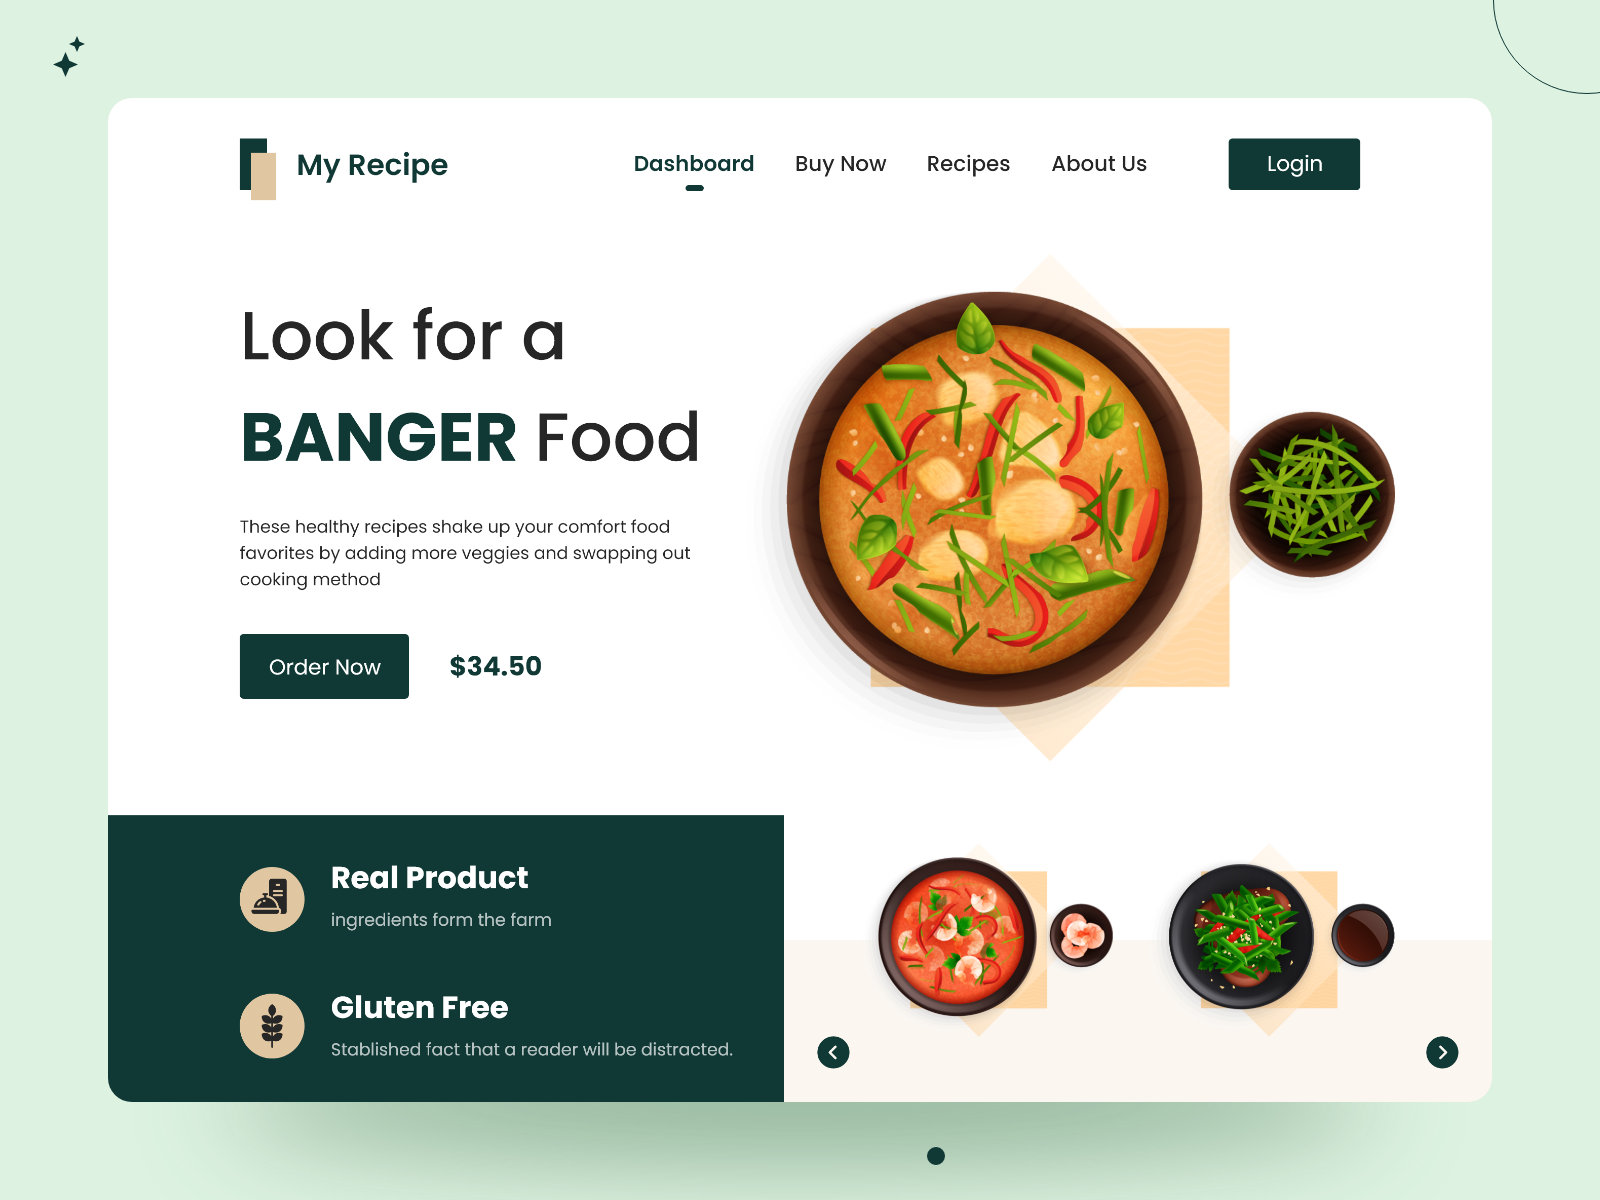 My Recipe
Dashboard
Buy Now
Recipes
About Us
Login
Look for a
BANGER Food
These healthy recipes shake up your comfort food
favorites by adding more veggies and swapping out
cooking method
Order Now
$34.50
Real Product
ingredients form the farm
Gluten Free
Stablished fact that a reader will be distracted.